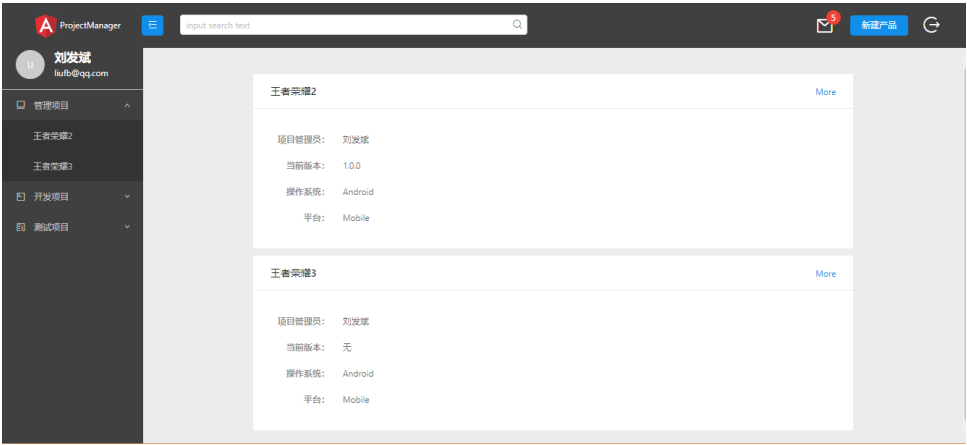 ProjectManager
input search text
5
新建产品
U
刘发斌
liufb@qq.com
管理项目
王者荣耀2
王者荣耀3
开发项目
测试项目
王者荣耀2
More
项目管理员: 刘发斌
当前版本: 1.0.0
操作系统: Android
平台: Mobile
王者荣耀3
More
项目管理员: 刘发斌
当前版本: 无
操作系统: Android
平台: Mobile